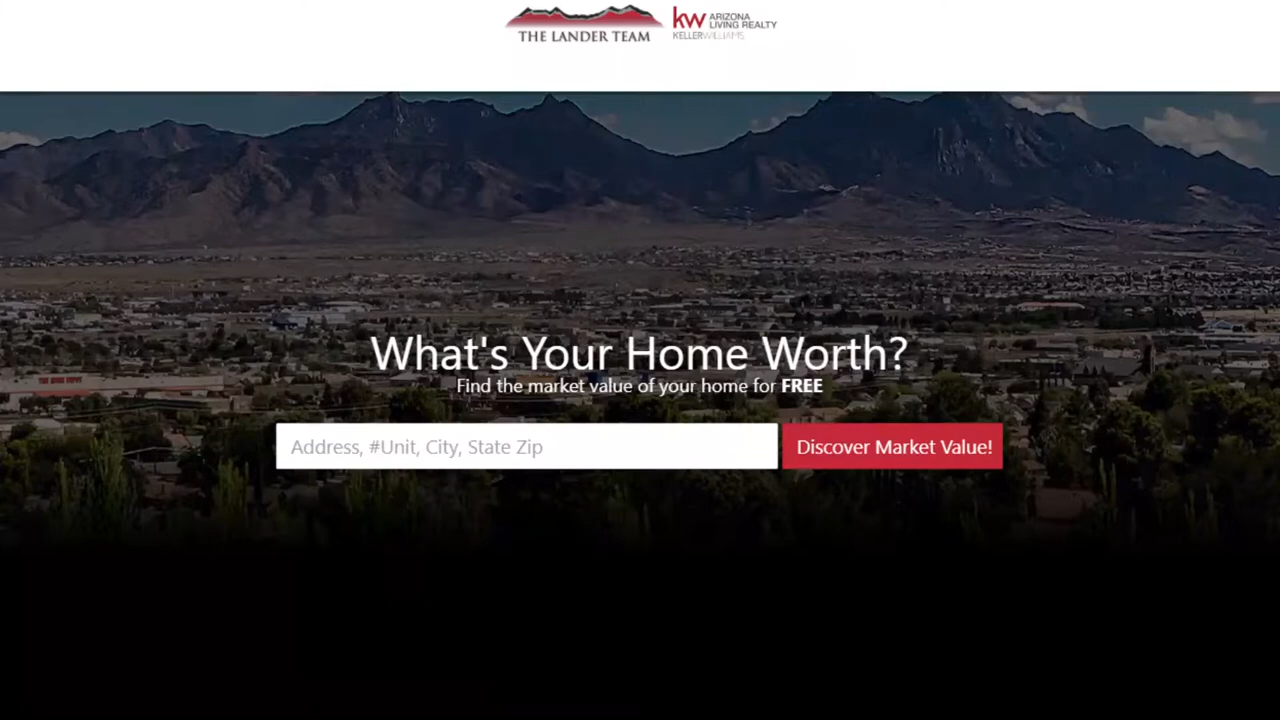 THE LANDER TEAM
kw ARIZONA
LIVING REALTY
KELLERWILLIAMS.
What's Your Home Worth?
Find the market value of your home for FREE
Address, #Unit, City, State Zip
Discover Market Value!